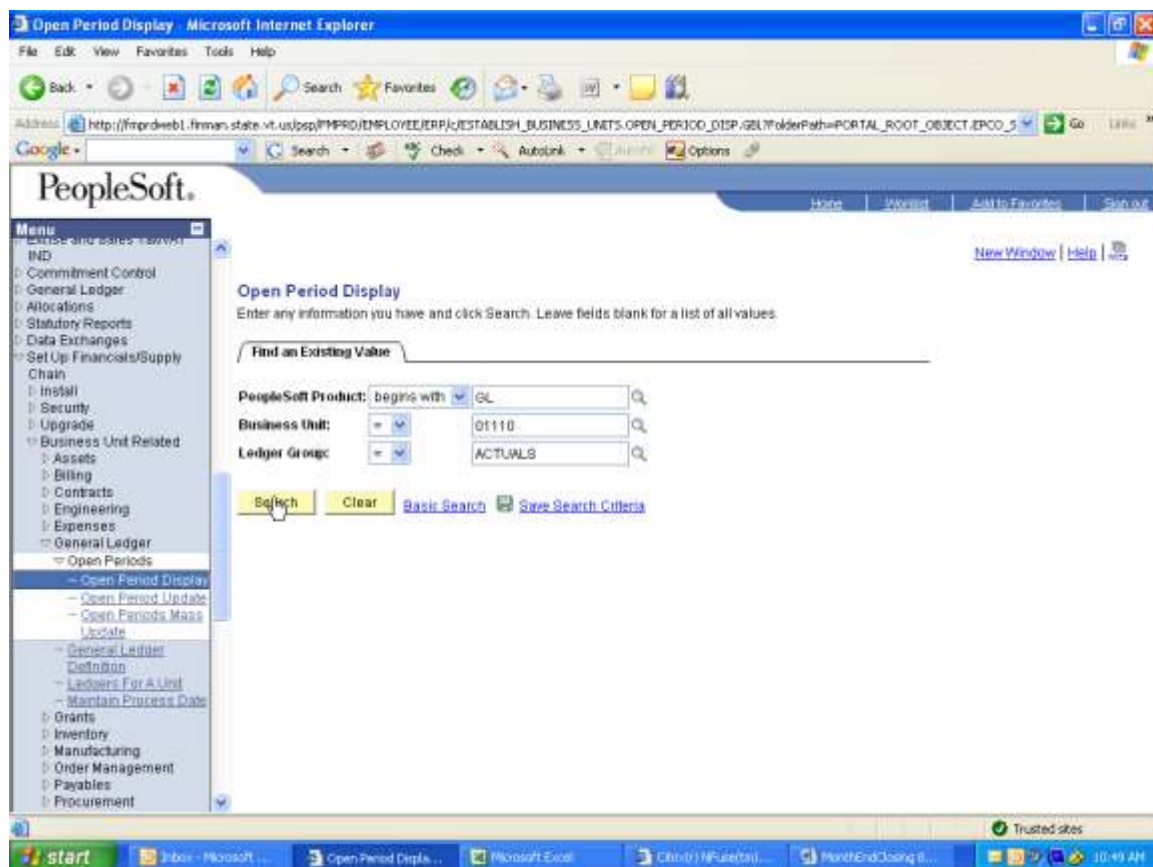 Open Period Display - Microsoft Internet Explorer
File Edit View Favorites Tools Help
Back Search Favorites
Address http://fmprdweb1.finman.state.vt.us/psp/FMPRD/EMPLOYEE/ERP/c/ESTABLISH_BUSINESS_UNITS.OPEN_PERIOD_DISP.GBL?FolderPath=PORTAL_ROOT_OBJECT.EPCO_S Go Links
Google Search Check AutoLink Options
PeopleSoft.
Home Worklist Add to Favorites Sign out
Menu
New Window | Help |
IND
Commitment Control
General Ledger
Allocations
Statutory Reports
Data Exchanges
Set Up Financials/Supply
Chain
Install
Security
Upgrade
Business Unit Related
Assets
Billing
Contracts
Engineering
Expenses
General Ledger
Open Periods
Open Period Display
Open Period Update
Open Periods Mass
Update
General Ledger
Definition
Ledgers For A Unit
Maintain Process Date
Grants
Inventory
Manufacturing
Order Management
Payables
Procurement
Open Period Display
Enter any information you have and click Search. Leave fields blank for a list of all values.
Find an Existing Value
PeopleSoft Product: begins with GL
Business Unit: = 01110
Ledger Group: = ACTUALS
Search Clear Basic Search Save Search Criteria
Trusted sites
start Inbox - Microsoft ... Open Period Displa... Microsoft Excel MonthEndClosing 10:49 AM